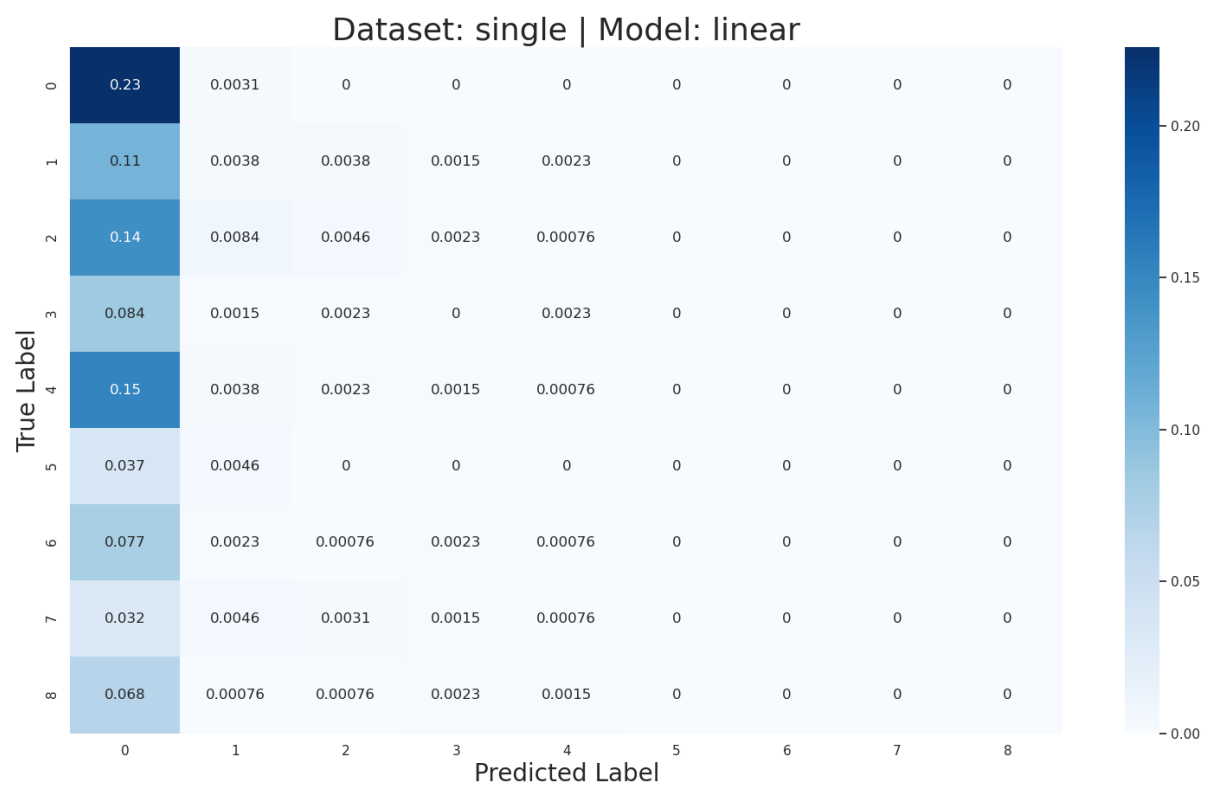 Dataset: single | Model: linear
0 0.23 0.0031 0 0 0 0 0 0 0
1 0.11 0.0038 0.0038 0.0015 0.0023 0 0 0 0
2 0.14 0.0084 0.0046 0.0023 0.00076 0 0 0 0
3 0.084 0.0015 0.0023 0 0.0023 0 0 0 0
4 0.15 0.0038 0.0023 0.0015 0.00076 0 0 0 0
5 0.037 0.0046 0 0 0 0 0 0 0
6 0.077 0.0023 0.00076 0.0023 0.00076 0 0 0 0
7 0.032 0.0046 0.0031 0.0015 0.00076 0 0 0 0
8 0.068 0.00076 0.00076 0.0023 0.0015 0 0 0 0
0 1 2 3 4 5 6 7 8
True Label
Predicted Label
0.20
0.15
0.10
0.05
0.00